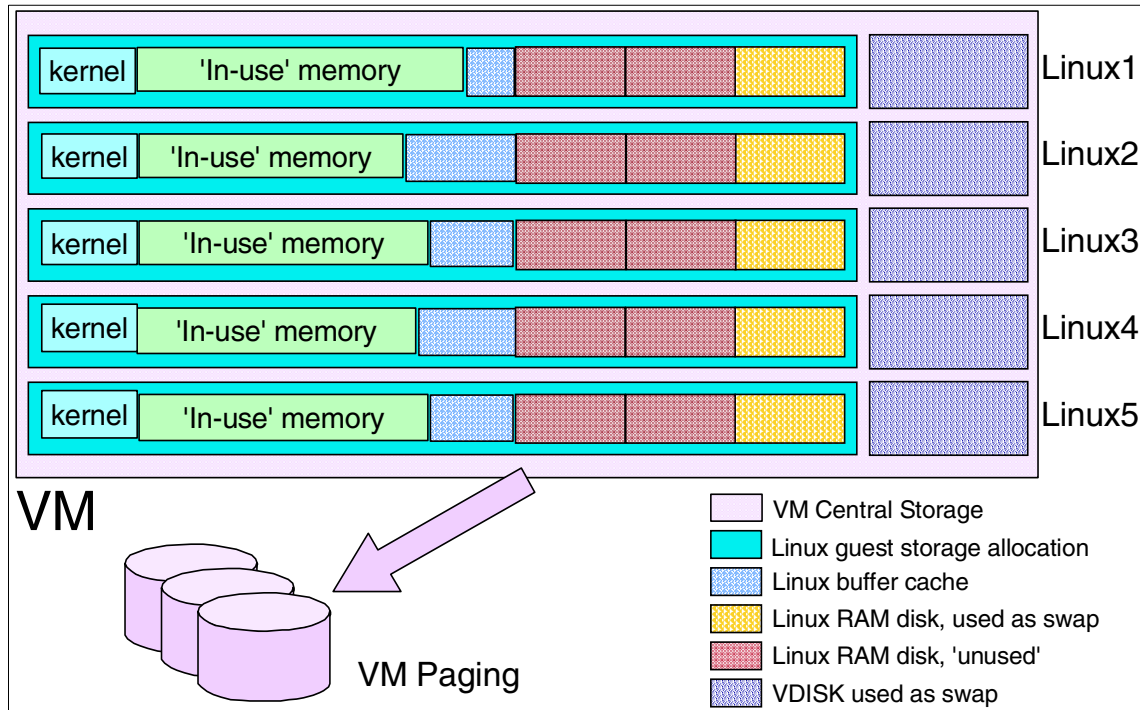 kernel 'In-use' memory Linux1
kernel 'In-use' memory Linux2
kernel 'In-use' memory Linux3
kernel 'In-use' memory Linux4
kernel 'In-use' memory Linux5
VM
VM Paging
VM Central Storage
Linux guest storage allocation
Linux buffer cache
Linux RAM disk, used as swap
Linux RAM disk, 'unused'
VDISK used as swap